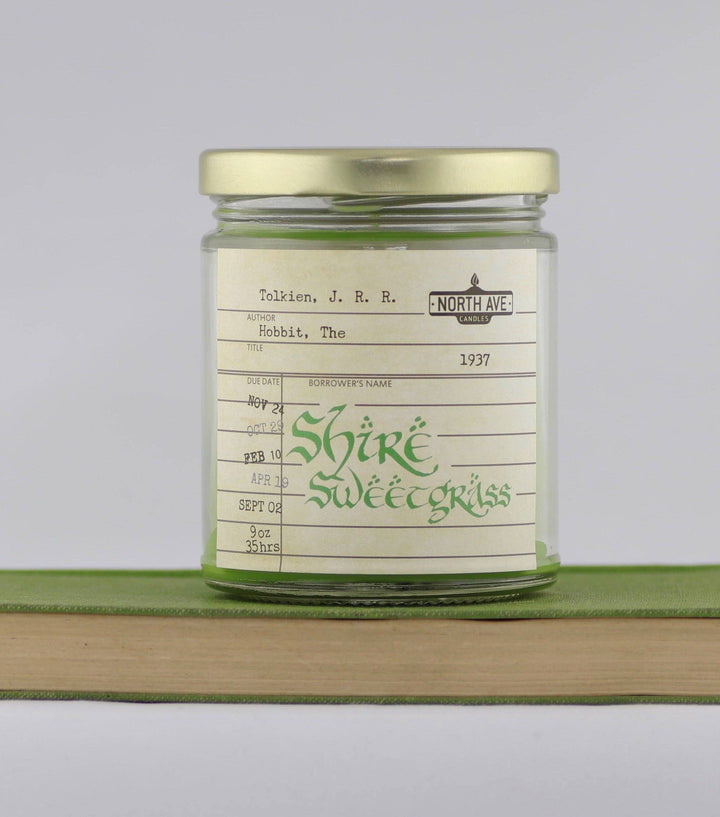 Tolkien, J. R. R.
AUTHOR
NORTH AVE
CANDLES
Hobbit, The
TITLE
1937
DUE DATE
BORROWER'S NAME
NOV 24
OCT 29
FEB 10
APR 19
SEPT 02
9oz
35hrs
Shire
Sweetgrass